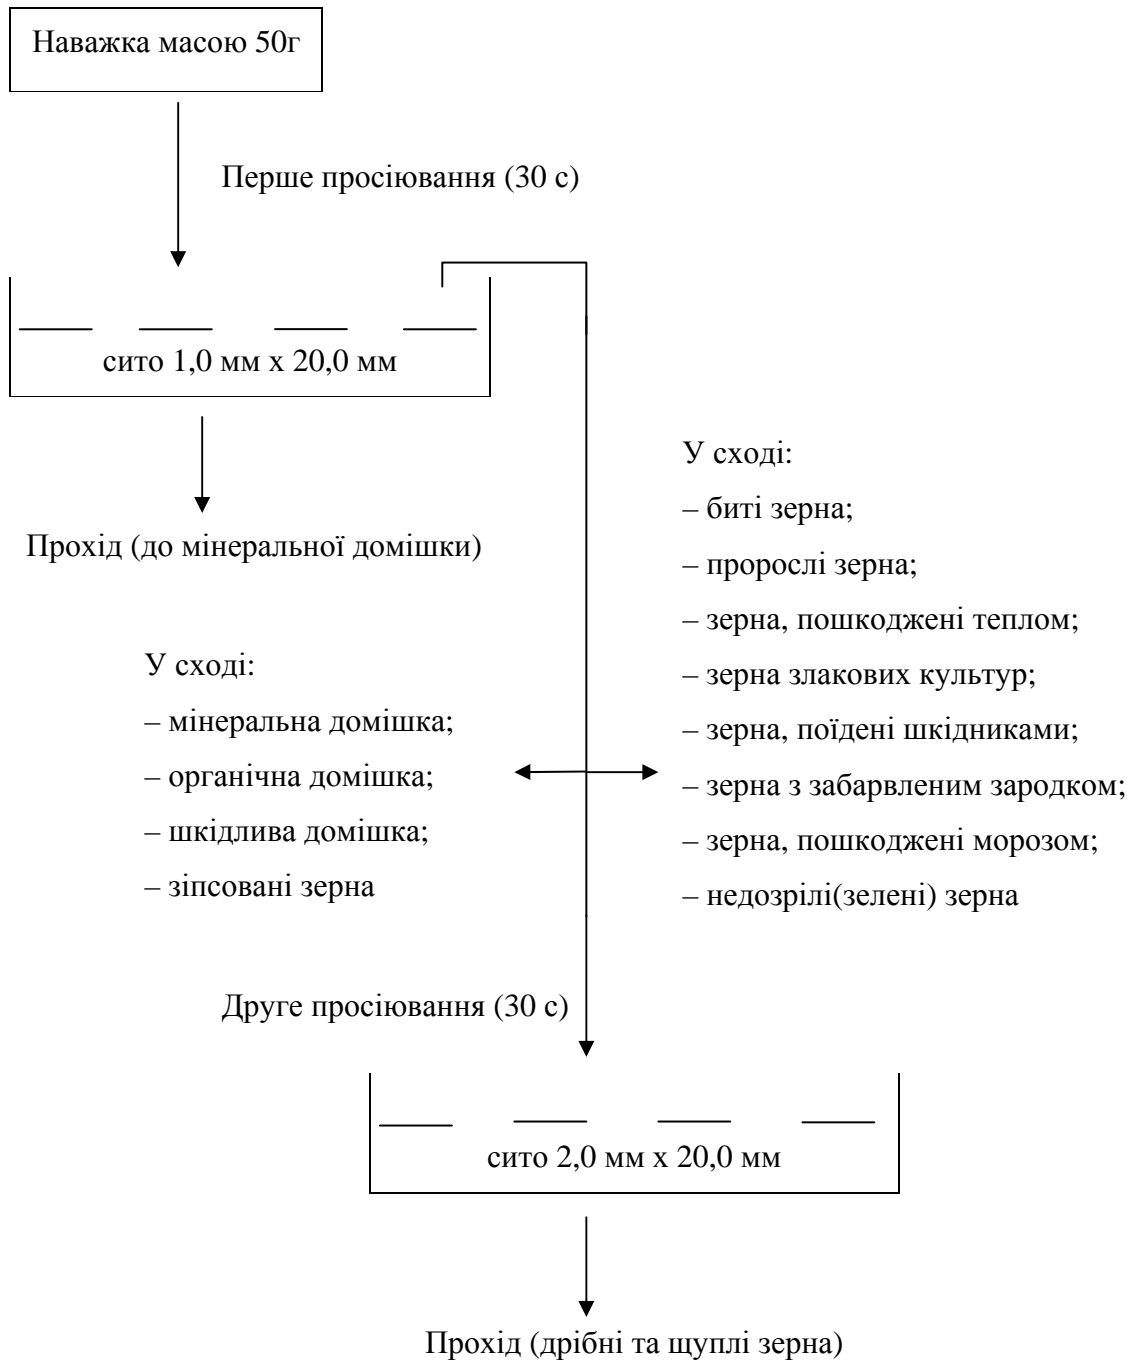 Наважка масою 50г
Перше просіювання (30 с)
сито 1,0 мм х 20,0 мм
Прохід (до мінеральної домішки)
У сході:
– мінеральна домішка;
– органічна домішка;
– шкідлива домішка;
– зіпсовані зерна
У сході:
– биті зерна;
– пророслі зерна;
– зерна, пошкоджені теплом;
– зерна злакових культур;
– зерна, поїдені шкідниками;
– зерна з забарвленим зародком;
– зерна, пошкоджені морозом;
– недозрілі(зелені) зерна
Друге просіювання (30 с)
сито 2,0 мм х 20,0 мм
Прохід (дрібні та щуплі зерна)